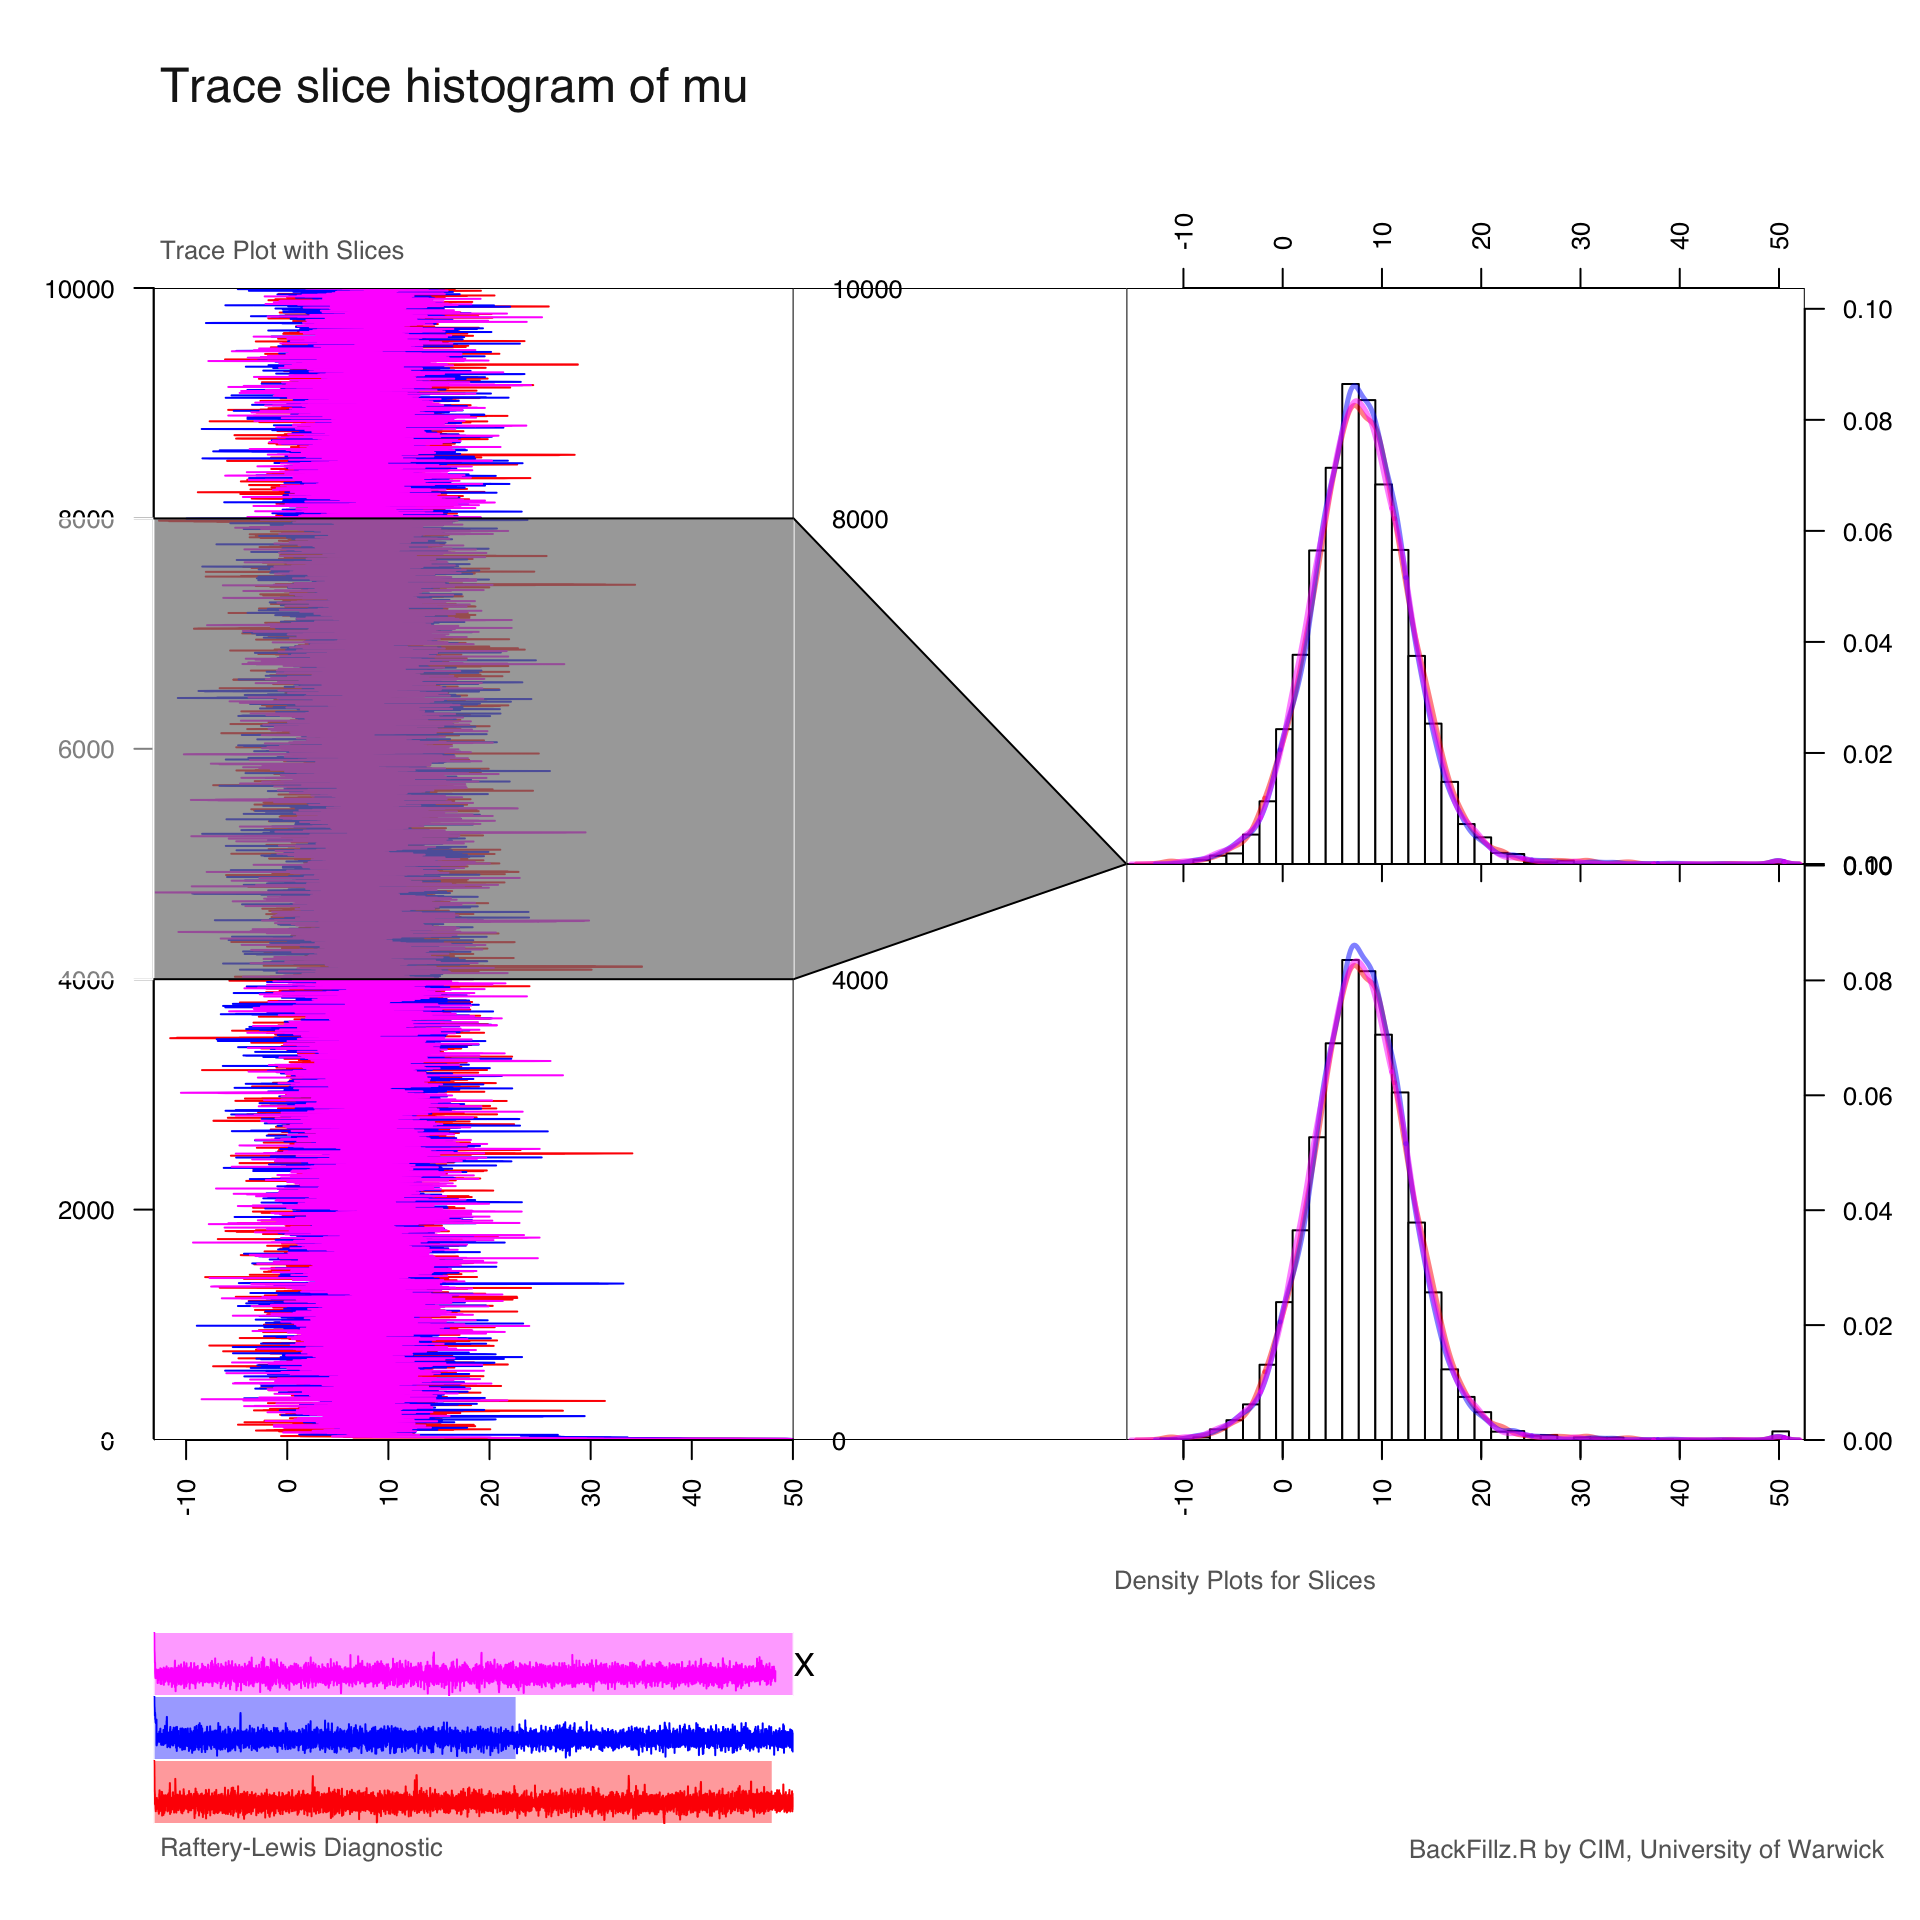 Trace slice histogram of mu
Trace Plot with Slices
-10 0 10 20 30 40 50
10000 10000 0.10
0.08
8000 8000
0.06
0.04
6000 0.02
0.00
4000 4000 0.08
0.06
2000 0.04
0.02
0 0 0.00
-10 0 10 20 30 40 50 -10 0 10 20 30 40 50
Density Plots for Slices
X
Raftery-Lewis Diagnostic
BackFillz.R by CIM, University of Warwick